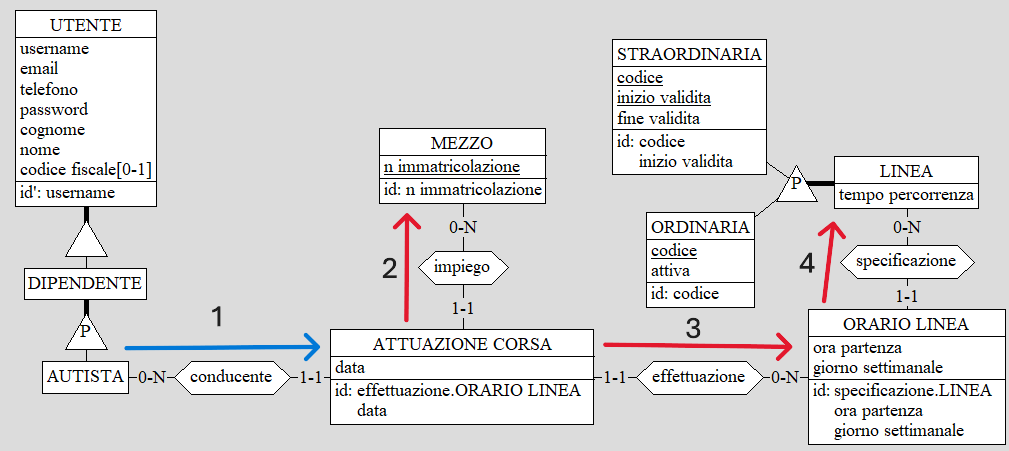 UTENTE
username
email
telefono
password
cognome
nome
codice fiscale[0-1]
id': username
DIPENDENTE
P
AUTISTA
0-N
conducente
1-1
1
MEZZO
n immatricolazione
id: n immatricolazione
0-N
2
impiego
1-1
ATTUAZIONE CORSA
data
id: effettuazione.ORARIO LINEA
data
3
1-1
effettuazione
0-N
STRAORDINARIA
codice
inizio validita
fine validita
id: codice
inizio validita
P
ORDINARIA
codice
attiva
id: codice
LINEA
tempo percorrenza
0-N
4
specificazione
1-1
ORARIO LINEA
ora partenza
giorno settimanale
id: specificazione.LINEA
ora partenza
giorno settimanale